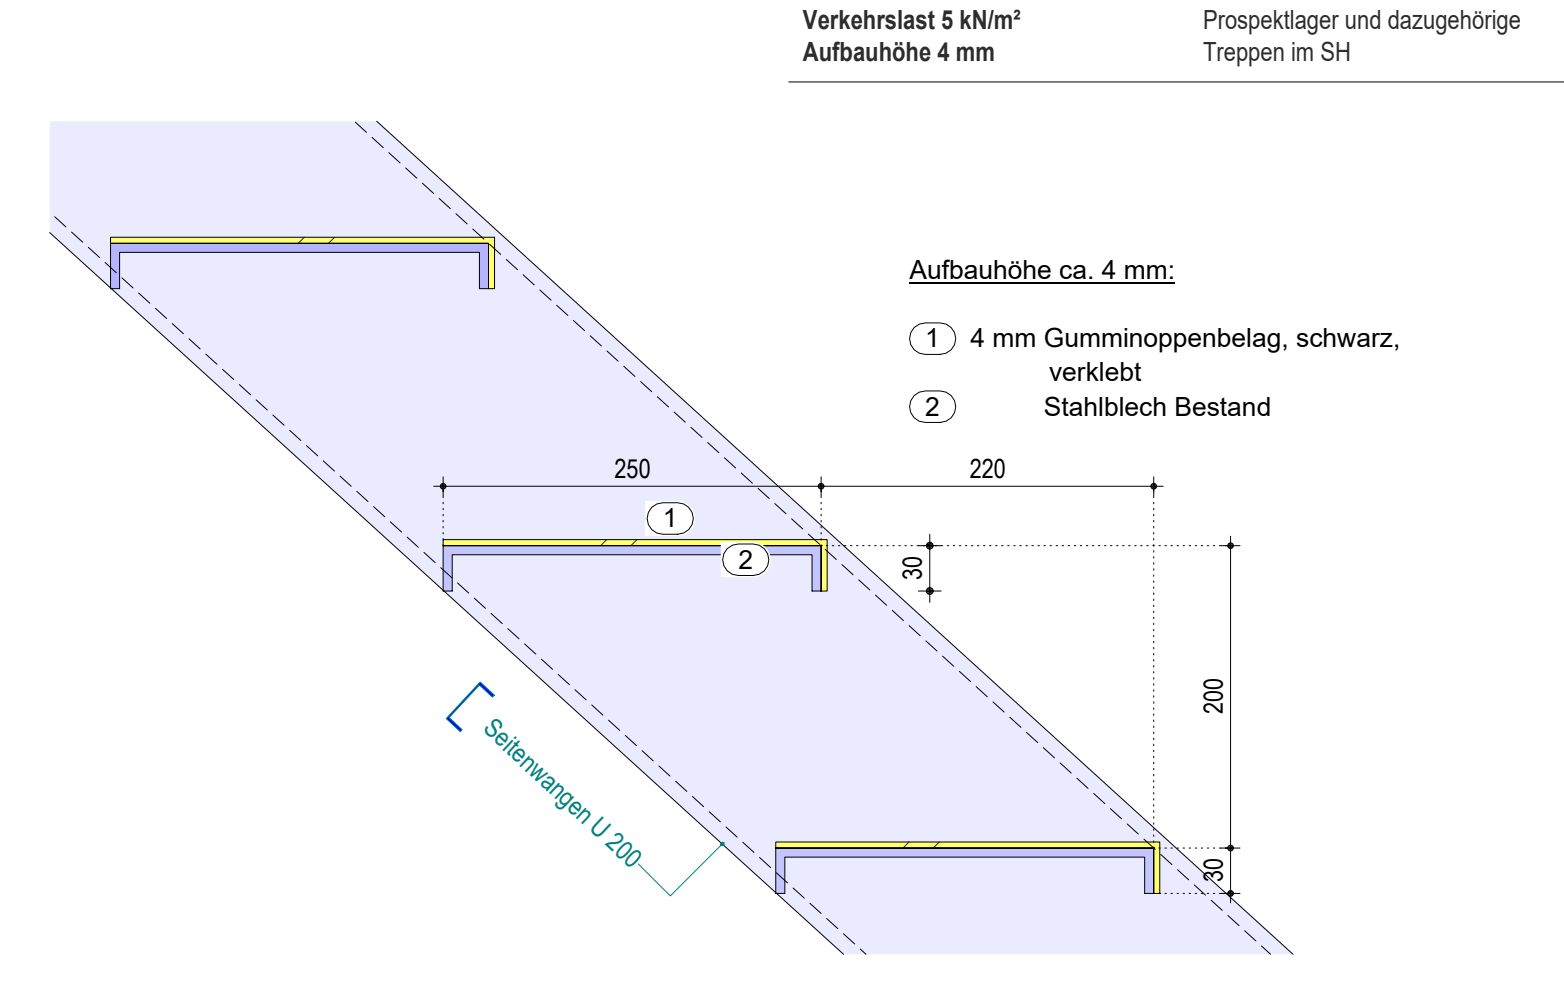 Verkehrslast 5 kN/m²
Aufbauhöhe 4 mm
Prospektlager und dazugehörige
Treppen im SH
Aufbauhöhe ca. 4 mm:
1 4 mm Gumminoppenbelag, schwarz,
verklebt
2 Stahlblech Bestand
250
220
1
2
30
200
30
Seitenwangen U 200